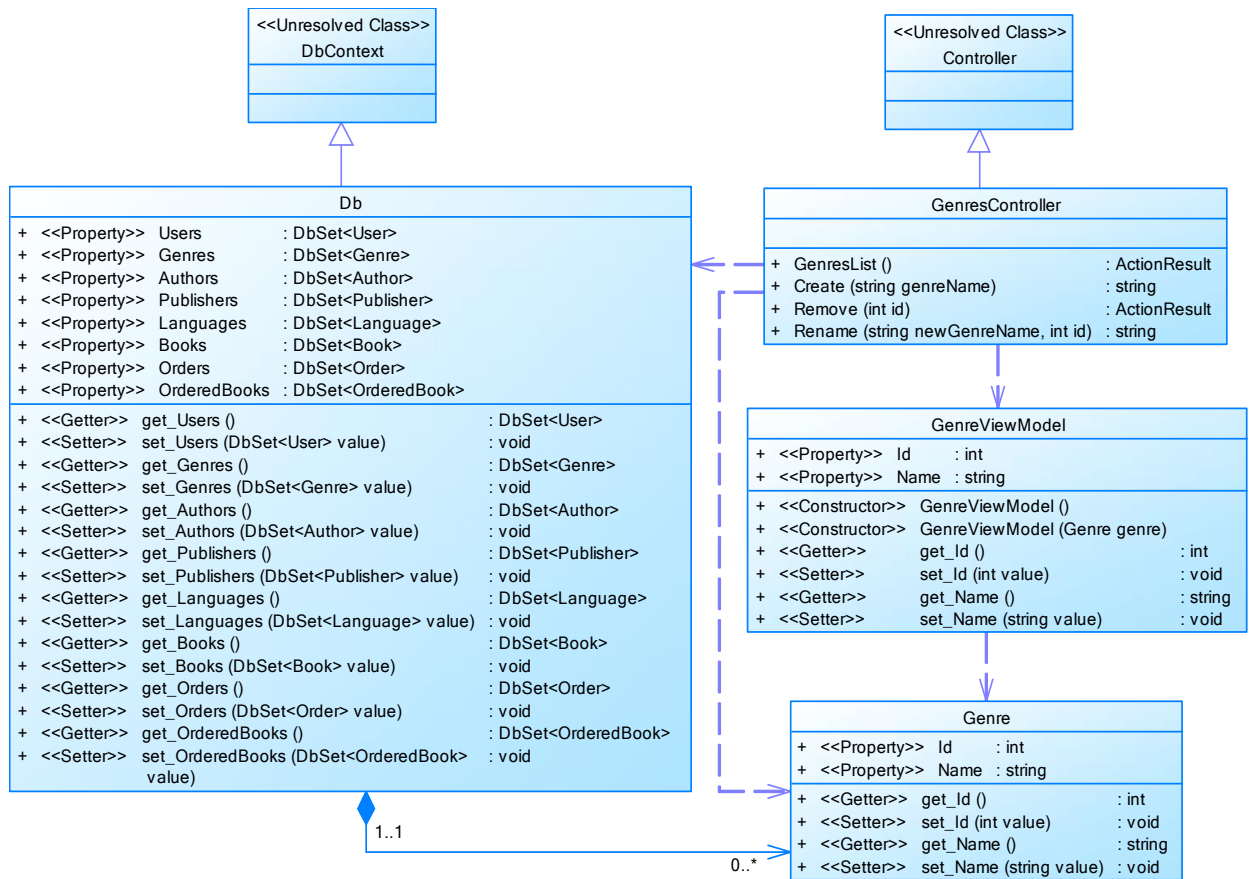 <<Unresolved Class>>
DbContext
<<Unresolved Class>>
Controller
Db
+ <<Property>> Users : DbSet<User>
+ <<Property>> Genres : DbSet<Genre>
+ <<Property>> Authors : DbSet<Author>
+ <<Property>> Publishers : DbSet<Publisher>
+ <<Property>> Languages : DbSet<Language>
+ <<Property>> Books : DbSet<Book>
+ <<Property>> Orders : DbSet<Order>
+ <<Property>> OrderedBooks : DbSet<OrderedBook>
+ <<Getter>> get_Users () : DbSet<User>
+ <<Setter>> set_Users (DbSet<User> value) : void
+ <<Getter>> get_Genres () : DbSet<Genre>
+ <<Setter>> set_Genres (DbSet<Genre> value) : void
+ <<Getter>> get_Authors () : DbSet<Author>
+ <<Setter>> set_Authors (DbSet<Author> value) : void
+ <<Getter>> get_Publishers () : DbSet<Publisher>
+ <<Setter>> set_Publishers (DbSet<Publisher> value) : void
+ <<Getter>> get_Languages () : DbSet<Language>
+ <<Setter>> set_Languages (DbSet<Language> value) : void
+ <<Getter>> get_Books () : DbSet<Book>
+ <<Setter>> set_Books (DbSet<Book> value) : void
+ <<Getter>> get_Orders () : DbSet<Order>
+ <<Setter>> set_Orders (DbSet<Order> value) : void
+ <<Getter>> get_OrderedBooks () : DbSet<OrderedBook>
+ <<Setter>> set_OrderedBooks (DbSet<OrderedBook> : void
value)
GenresController
+ GenresList () : ActionResult
+ Create (string genreName) : string
+ Remove (int id) : ActionResult
+ Rename (string newGenreName, int id) : string
GenreViewModel
+ <<Property>> Id : int
+ <<Property>> Name : string
+ <<Constructor>> GenreViewModel ()
+ <<Constructor>> GenreViewModel (Genre genre)
+ <<Getter>> get_Id () : int
+ <<Setter>> set_Id (int value) : void
+ <<Getter>> get_Name () : string
+ <<Setter>> set_Name (string value) : void
Genre
+ <<Property>> Id : int
+ <<Property>> Name : string
+ <<Getter>> get_Id () : int
+ <<Setter>> set_Id (int value) : void
+ <<Getter>> get_Name () : string
+ <<Setter>> set_Name (string value) : void
1..1
0..*